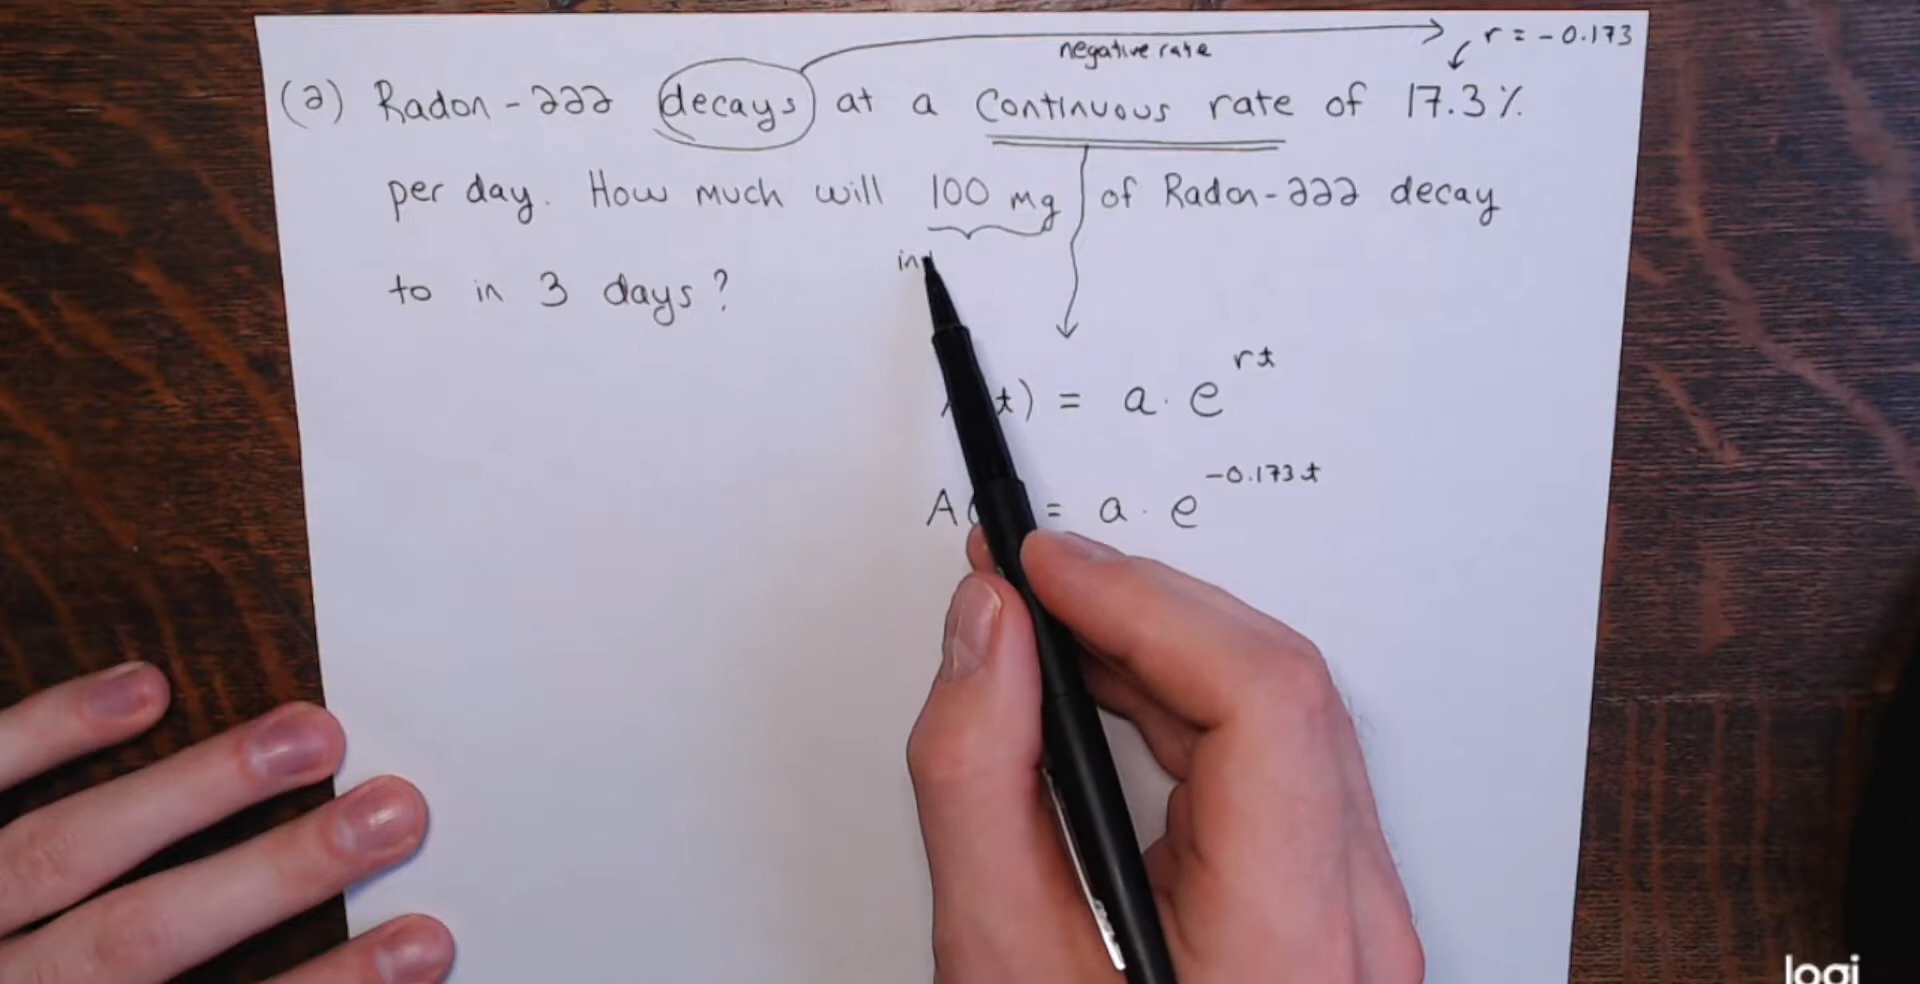 negative rate
r = - 0.173
(a) Radon - 222 decays at a continuous rate of 17.3%
per day. How much will 100 mg of Radon-222 decay
to in 3 days?
in
t) = a · e^rt
A( = a · e^-0.173t
logi